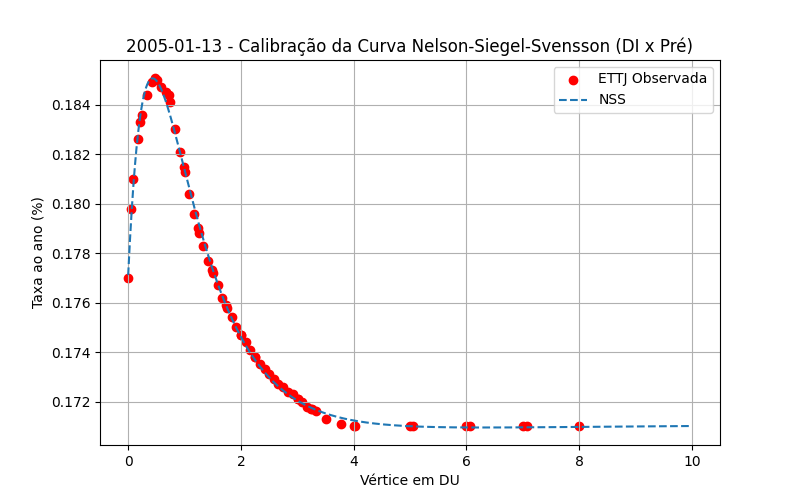 2005-01-13 - Calibração da Curva Nelson-Siegel-Svensson (DI x Pré)
ETTJ Observada
NSS
Taxa ao ano (%)
0.184
0.182
0.180
0.178
0.176
0.174
0.172
0 2 4 6 8 10
Vértice em DU